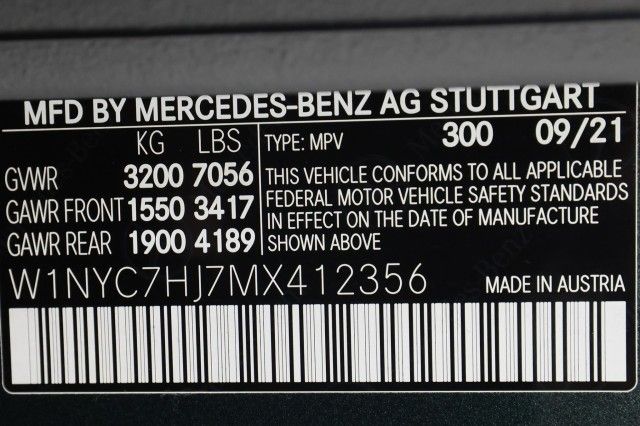 MFD BY MERCEDES-BENZ AG STUTTGART
KG LBS
GVWR 3200 7056
GAWR FRONT 1550 3417
GAWR REAR 1900 4189
TYPE: MPV 300 09/21
THIS VEHICLE CONFORMS TO ALL APPLICABLE
FEDERAL MOTOR VEHICLE SAFETY STANDARDS
IN EFFECT ON THE DATE OF MANUFACTURE
SHOWN ABOVE
W1NYC7HJ7MX412356
MADE IN AUSTRIA